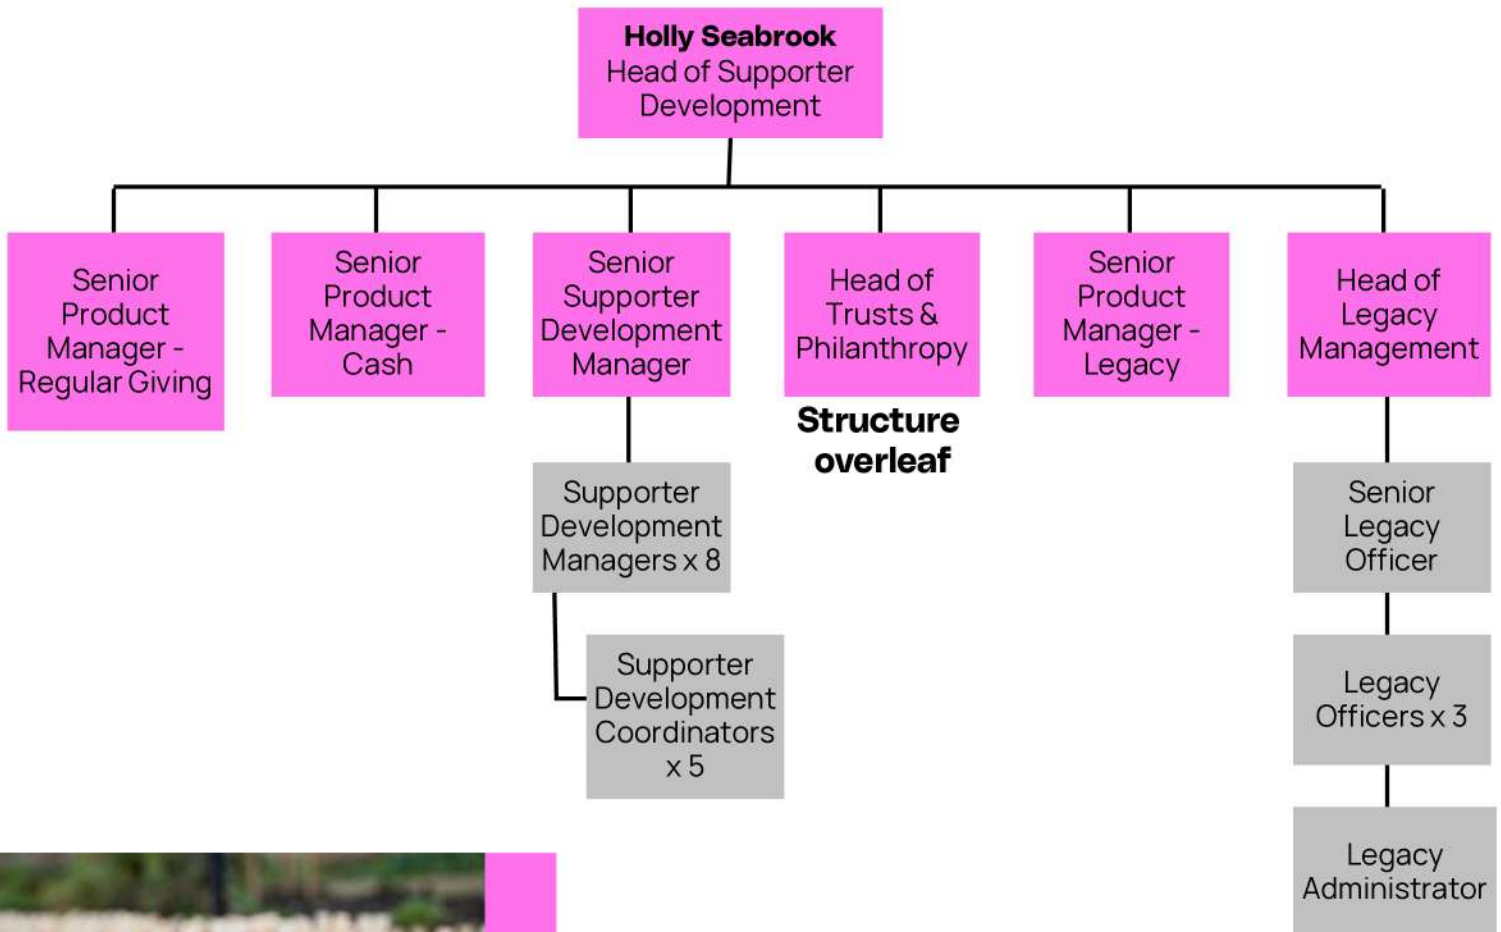 Holly Seabrook
Head of Supporter
Development
Senior
Product
Manager -
Regular Giving
Senior
Product
Manager -
Cash
Senior
Supporter
Development
Manager
Head of
Trusts &
Philanthropy
Structure
overleaf
Senior
Product
Manager -
Legacy
Head of
Legacy
Management
Supporter
Development
Managers x 8
Supporter
Development
Coordinators
x 5
Senior
Legacy
Officer
Legacy
Officers x 3
Legacy
Administrator